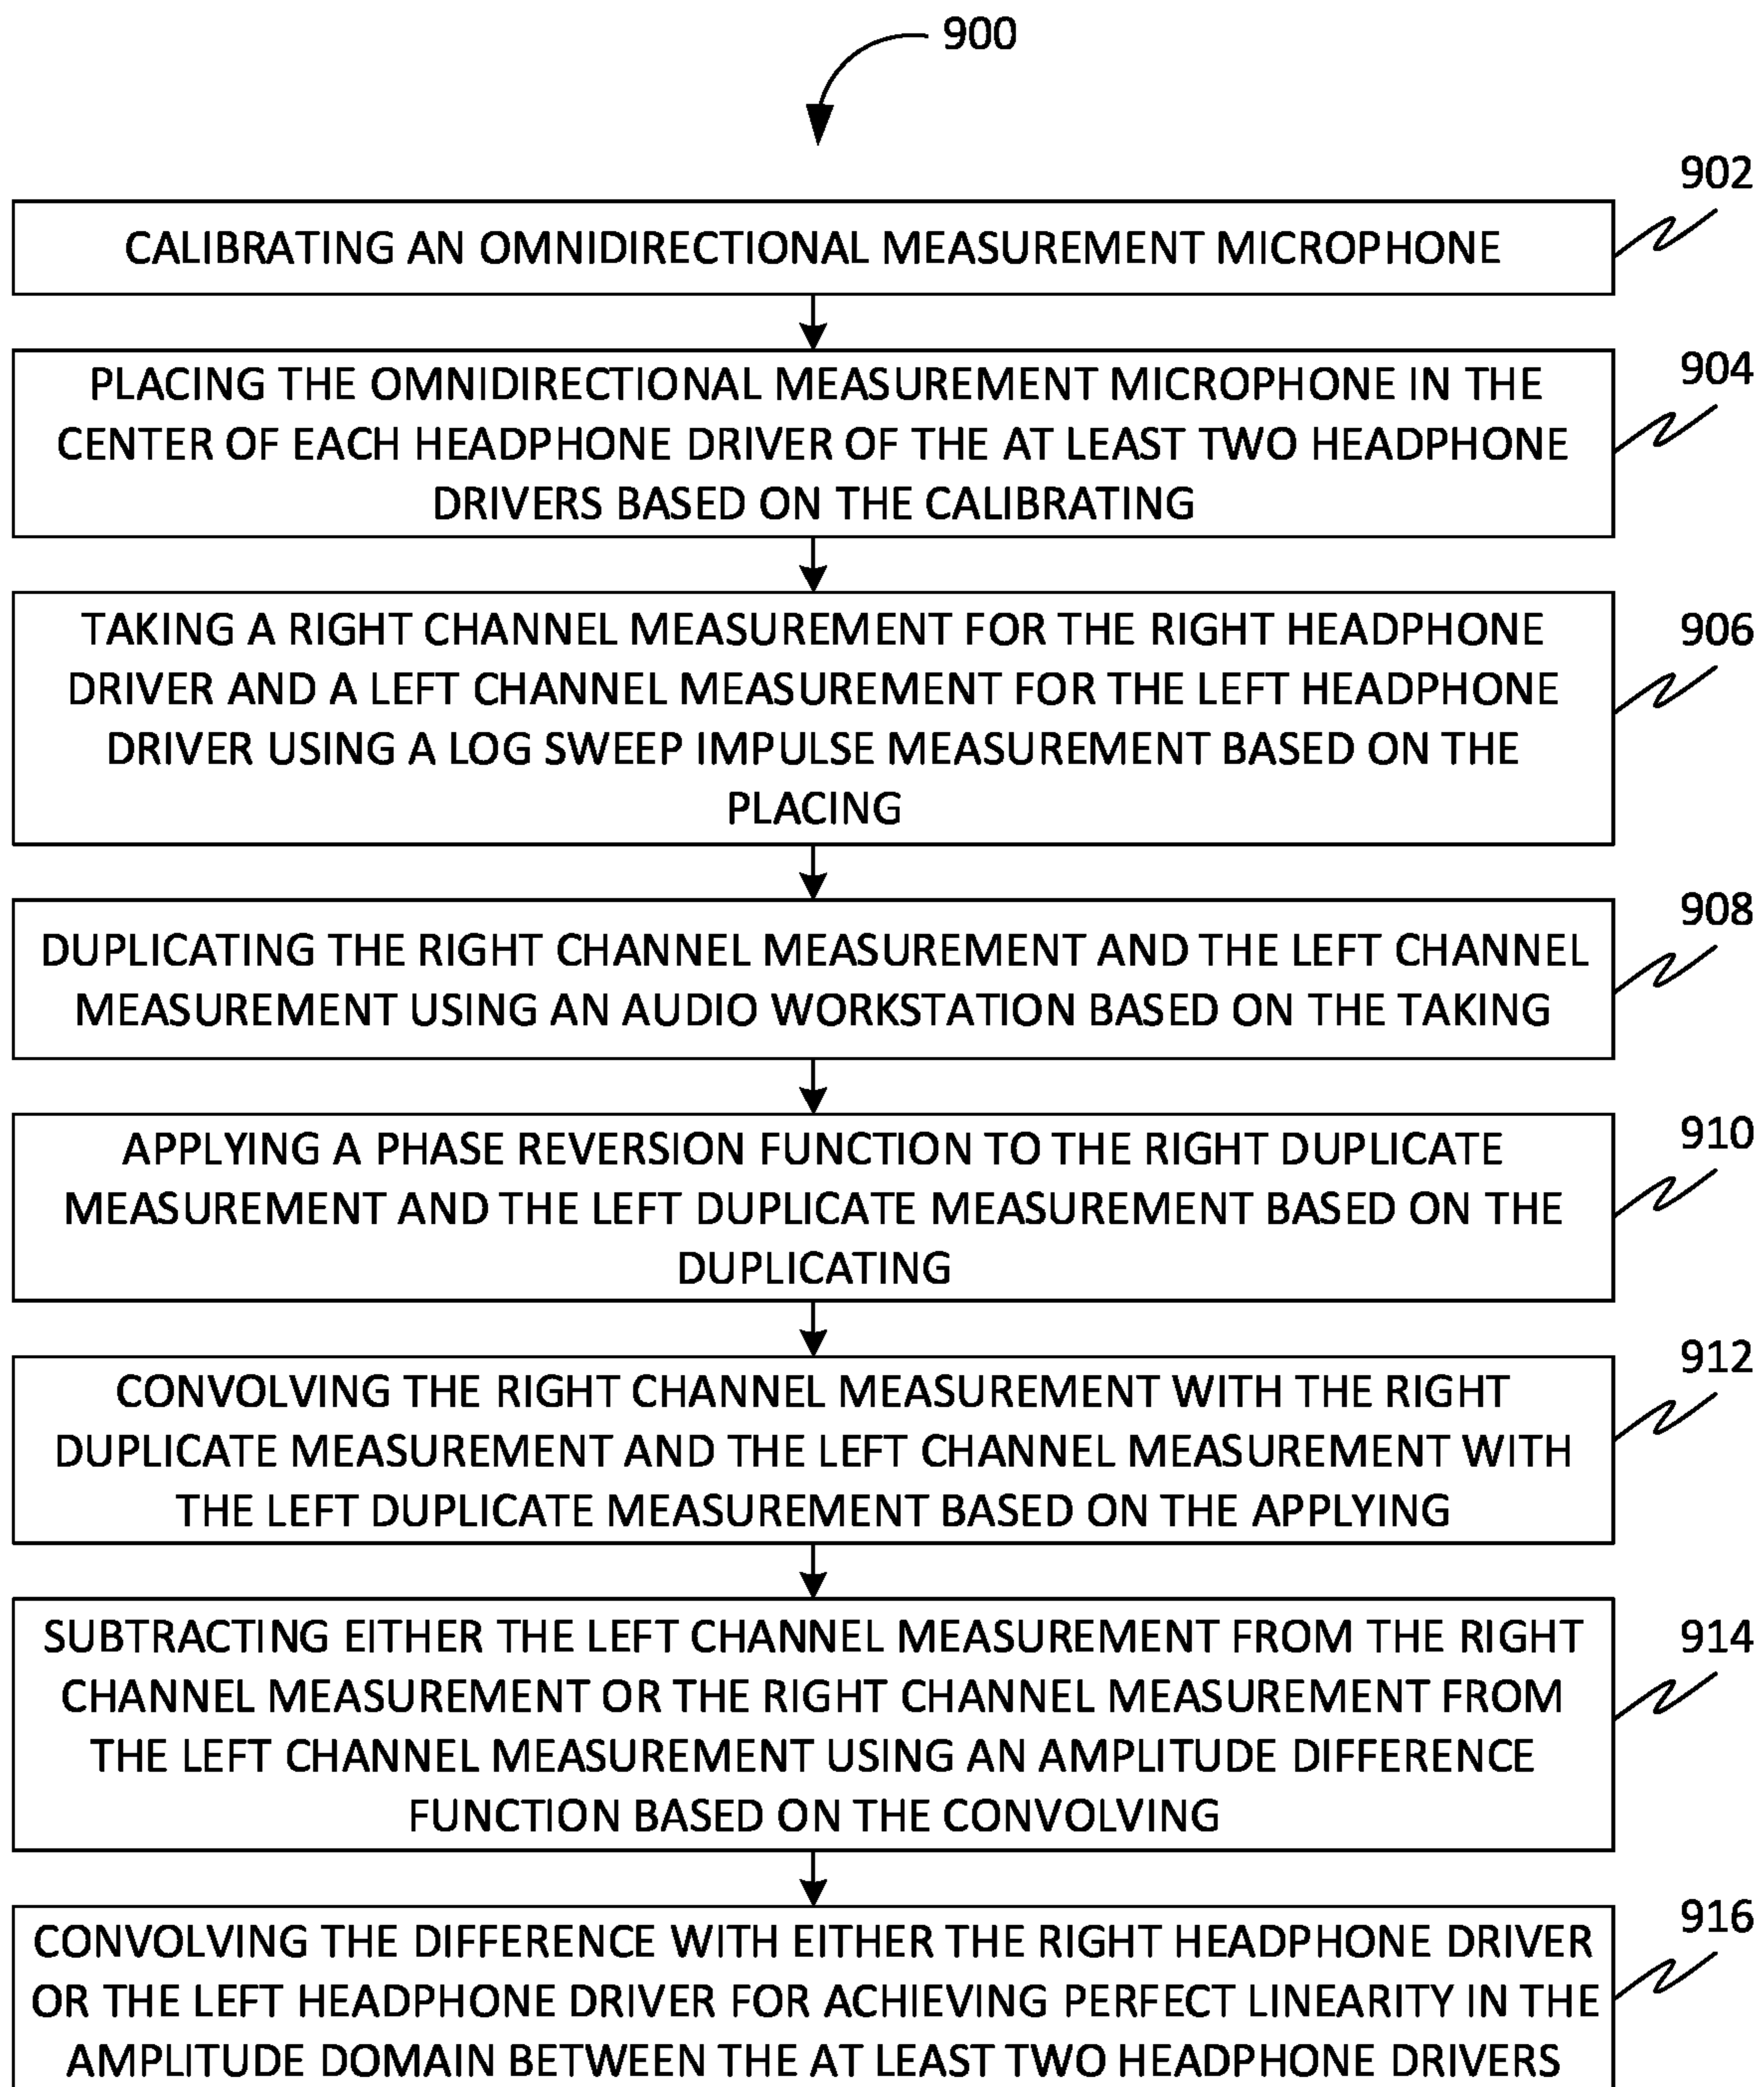 900
902
CALIBRATING AN OMNIDIRECTIONAL MEASUREMENT MICROPHONE
904
PLACING THE OMNIDIRECTIONAL MEASUREMENT MICROPHONE IN THE
CENTER OF EACH HEADPHONE DRIVER OF THE AT LEAST TWO HEADPHONE
DRIVERS BASED ON THE CALIBRATING
906
TAKING A RIGHT CHANNEL MEASUREMENT FOR THE RIGHT HEADPHONE
DRIVER AND A LEFT CHANNEL MEASUREMENT FOR THE LEFT HEADPHONE
DRIVER USING A LOG SWEEP IMPULSE MEASUREMENT BASED ON THE
PLACING
908
DUPLICATING THE RIGHT CHANNEL MEASUREMENT AND THE LEFT CHANNEL
MEASUREMENT USING AN AUDIO WORKSTATION BASED ON THE TAKING
910
APPLYING A PHASE REVERSION FUNCTION TO THE RIGHT DUPLICATE
MEASUREMENT AND THE LEFT DUPLICATE MEASUREMENT BASED ON THE
DUPLICATING
912
CONVOLVING THE RIGHT CHANNEL MEASUREMENT WITH THE RIGHT
DUPLICATE MEASUREMENT AND THE LEFT CHANNEL MEASUREMENT WITH
THE LEFT DUPLICATE MEASUREMENT BASED ON THE APPLYING
914
SUBTRACTING EITHER THE LEFT CHANNEL MEASUREMENT FROM THE RIGHT
CHANNEL MEASUREMENT OR THE RIGHT CHANNEL MEASUREMENT FROM
THE LEFT CHANNEL MEASUREMENT USING AN AMPLITUDE DIFFERENCE
FUNCTION BASED ON THE CONVOLVING
916
CONVOLVING THE DIFFERENCE WITH EITHER THE RIGHT HEADPHONE DRIVER
OR THE LEFT HEADPHONE DRIVER FOR ACHIEVING PERFECT LINEARITY IN THE
AMPLITUDE DOMAIN BETWEEN THE AT LEAST TWO HEADPHONE DRIVERS